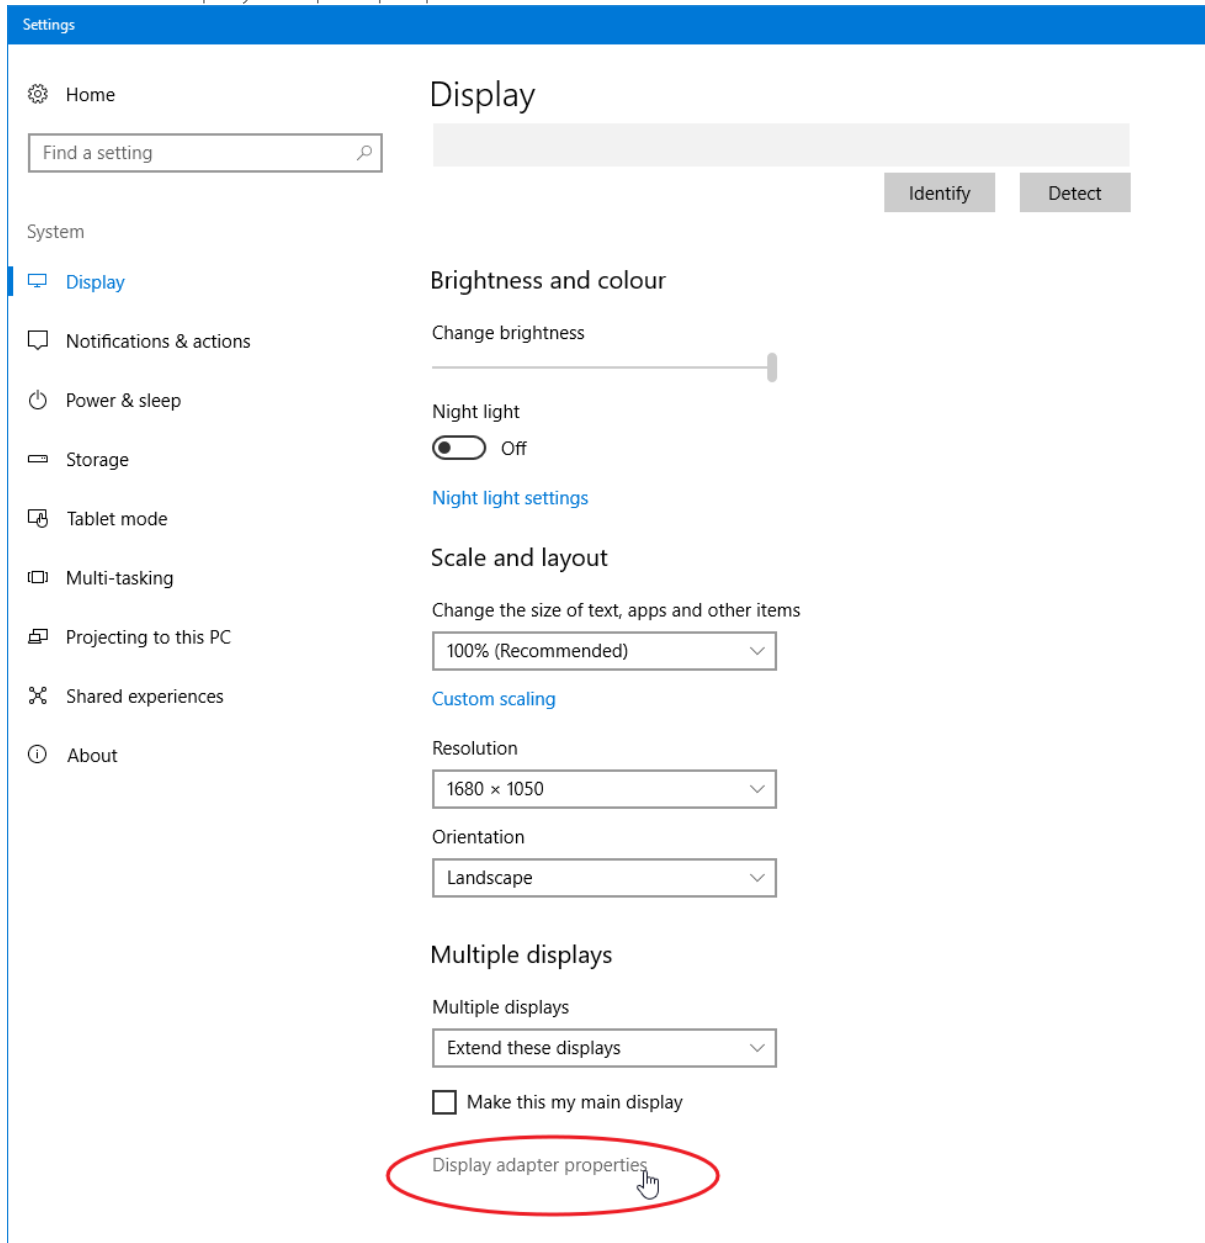 Settings
Home
Find a setting
System
Display
Notifications & actions
Power & sleep
Storage
Tablet mode
Multi-tasking
Projecting to this PC
Shared experiences
About
Display
Identify
Detect
Brightness and colour
Change brightness
Night light
Off
Night light settings
Scale and layout
Change the size of text, apps and other items
100% (Recommended)
Custom scaling
Resolution
1680 × 1050
Orientation
Landscape
Multiple displays
Multiple displays
Extend these displays
Make this my main display
Display adapter properties